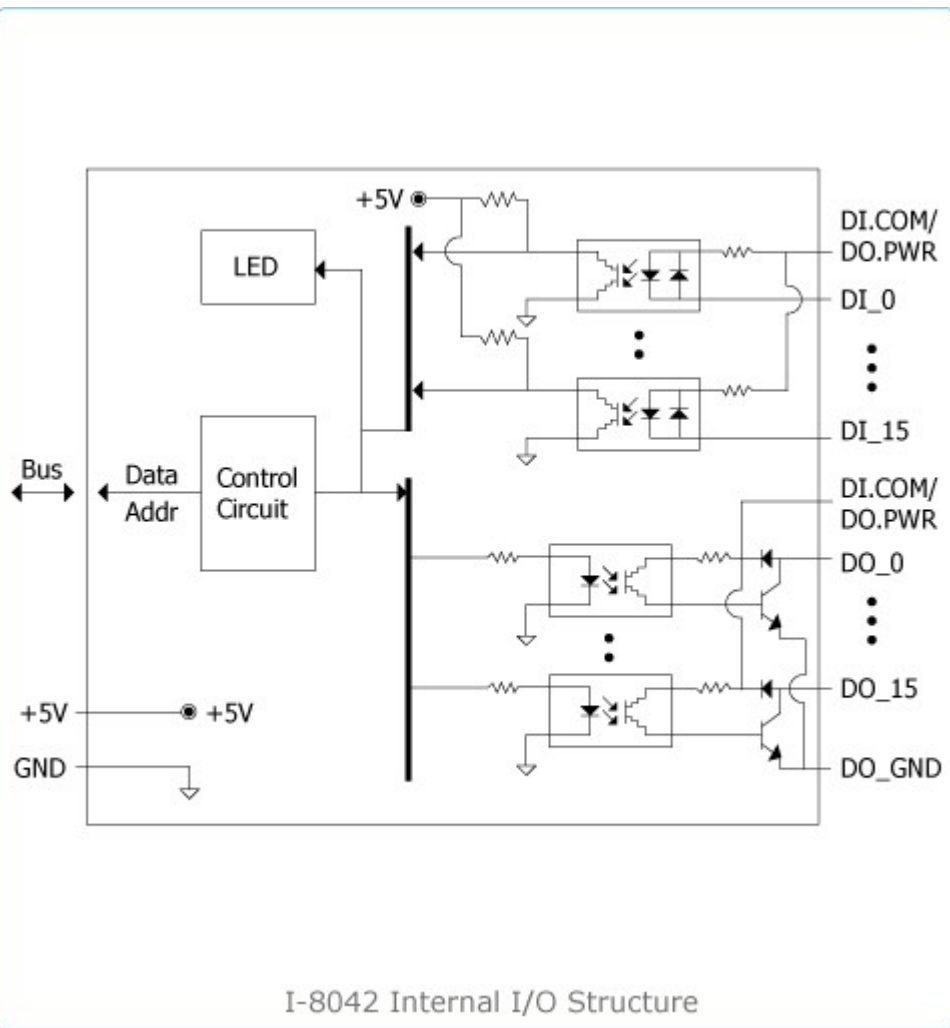 +5V
DI.COM/
DO.PWR
LED
DI_0
DI_15
Bus
Data
Addr
Control
Circuit
DI.COM/
DO.PWR
DO_0
DO_15
+5V
+5V
GND
DO_GND
I-8042 Internal I/O Structure